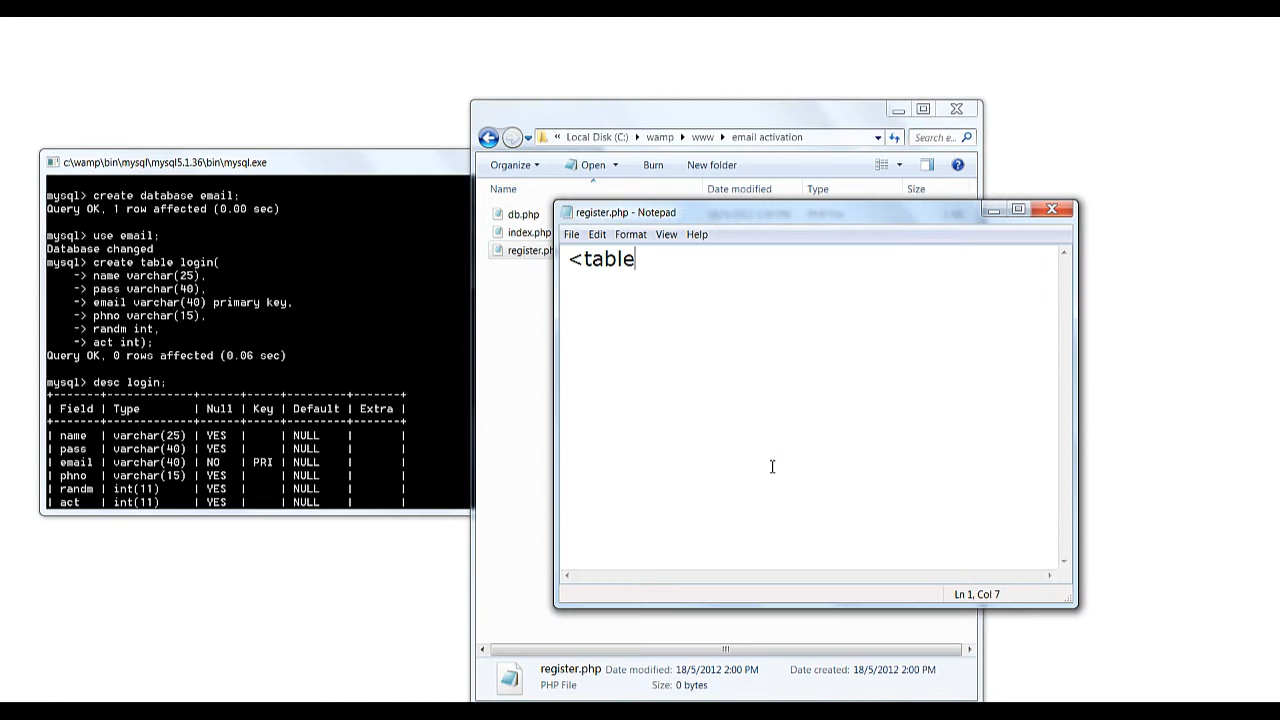 « Local Disk (C:) wamp www email activation Search e...
c:\wamp\bin\mysql\mysql5.1.36\bin\mysql.exe
Organize Open Burn New folder
Name Date modified Type Size
mysql> create database email;
Query OK, 1 row affected (0.00 sec)
mysql> use email;
Database changed
mysql> create table login(
-> name varchar(25),
-> pass varchar(40),
-> email varchar(40) primary key,
-> phno varchar(15),
-> randm int,
-> act int);
Query OK, 0 rows affected (0.06 sec)
mysql> desc login;
+-------+-------------+------+-----+---------+-------+
| Field | Type | Null | Key | Default | Extra |
+-------+-------------+------+-----+---------+-------+
| name | varchar(25) | YES | | NULL | |
| pass | varchar(40) | YES | | NULL | |
| email | varchar(40) | NO | PRI | NULL | |
| phno | varchar(15) | YES | | NULL | |
| randm | int(11) | YES | | NULL | |
| act | int(11) | YES | | NULL | |
db.php
index.php
register.ph
register.php - Notepad
File Edit Format View Help
<table
Ln 1, Col 7
register.php Date modified: 18/5/2012 2:00 PM Date created: 18/5/2012 2:00 PM
PHP File Size: 0 bytes